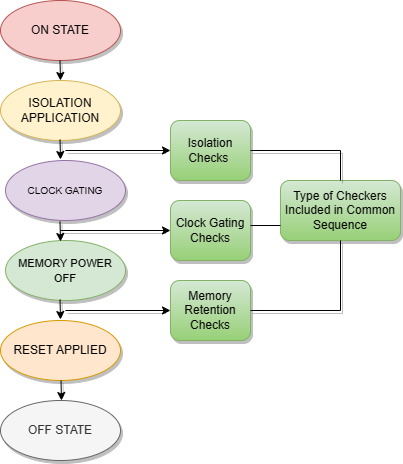 ON STATE
ISOLATION
APPLICATION
Isolation
Checks
CLOCK GATING
Type of Checkers
Included in Common
Sequence
Clock Gating
Checks
MEMORY POWER
OFF
Memory
Retention
Checks
RESET APPLIED
OFF STATE